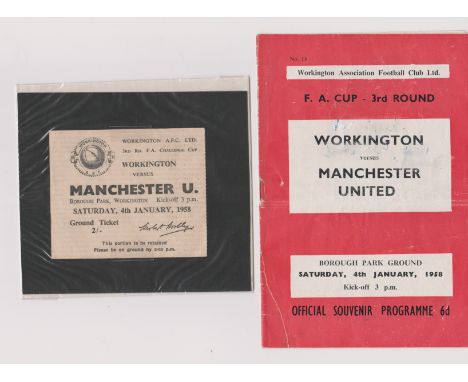 WORKINGTON A.F.C. LTD.
3RD RD. F.A. CHALLENGE CUP
WORKINGTON
VERSUS
MANCHESTER U.
BOROUGH PARK, WORKINGTON Kick-off 3 p.m.
SATURDAY, 4th JANUARY, 1958
Ground Ticket
2/-
This portion to be retained
Please be on ground by
No. 14
Workington Association Football Club Ltd.
F. A. CUP - 3rd ROUND
WORKINGTON
VERSUS
MANCHESTER
UNITED
BOROUGH PARK GROUND
SATURDAY, 4th JANUARY, 1958
Kick-off 3 p.m.
OFFICIAL SOUVENIR PROGRAMME 6d